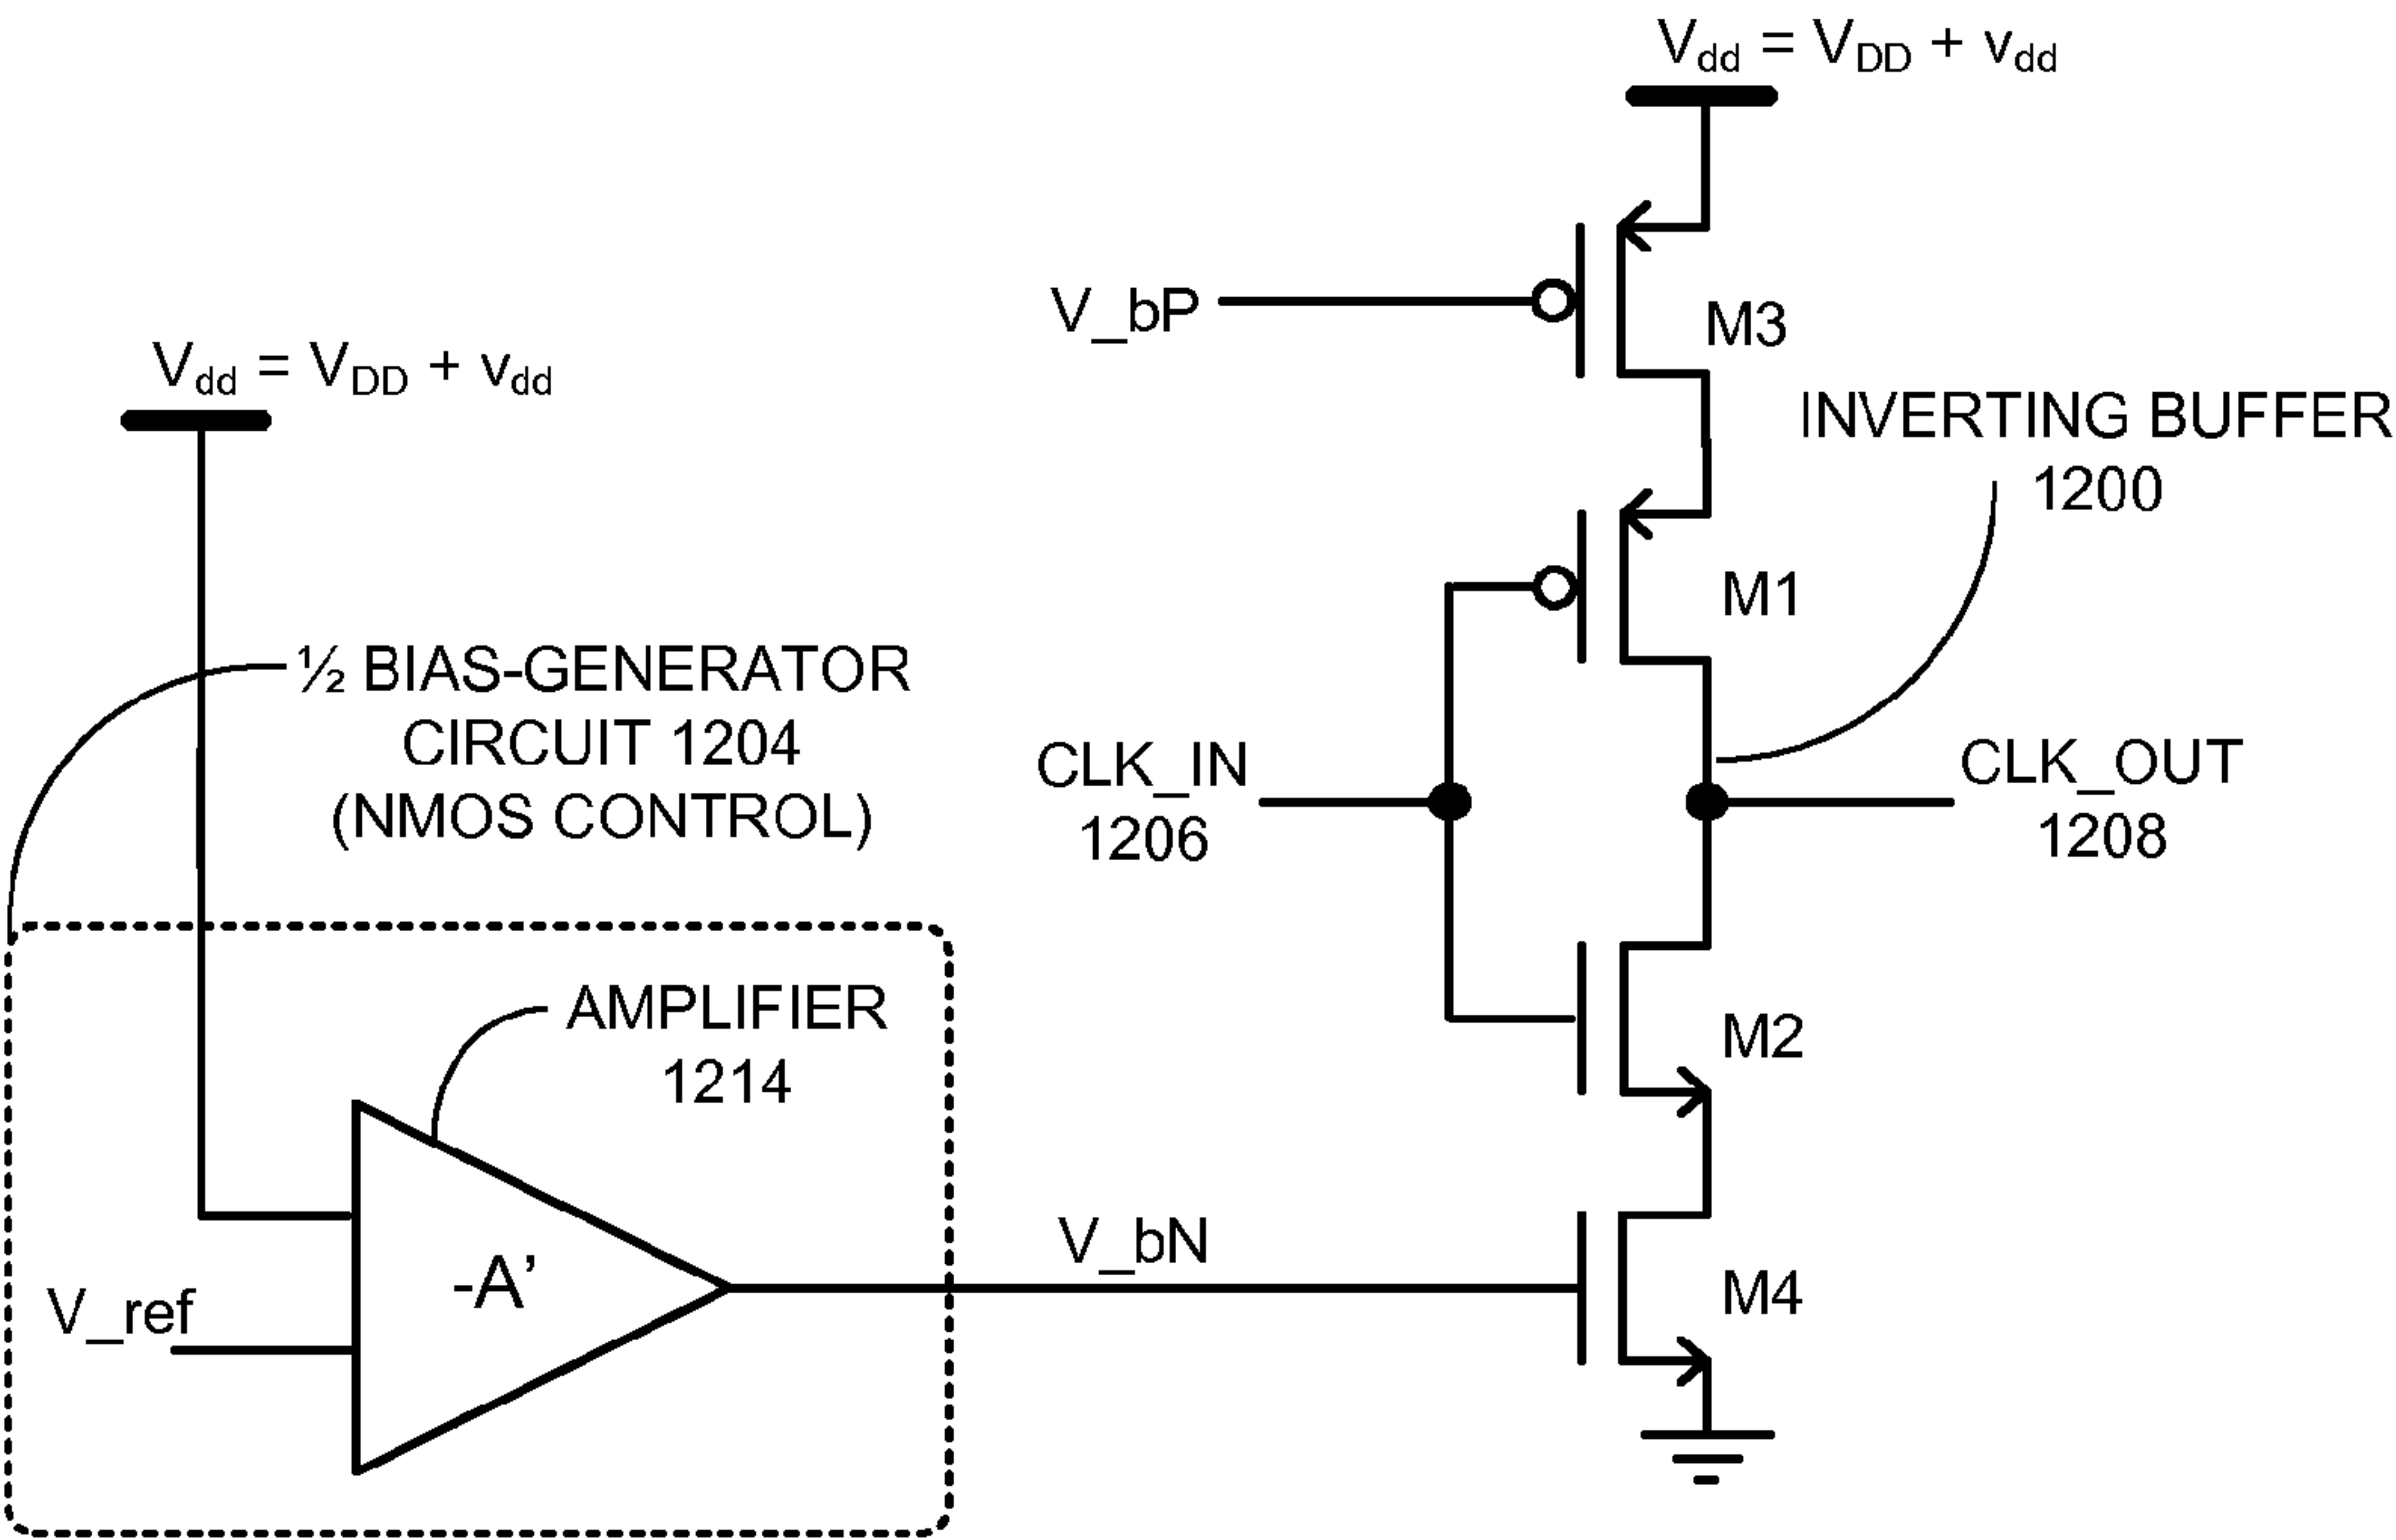 Vdd = VDD + vdd
V_bP
M3
Vdd = VDD + vdd
INVERTING BUFFER
1200
M1
½ BIAS-GENERATOR
CIRCUIT 1204
(NMOS CONTROL)
CLK_IN
1206
CLK_OUT
1208
AMPLIFIER
1214
M2
V_bN
-A’
V_ref
M4